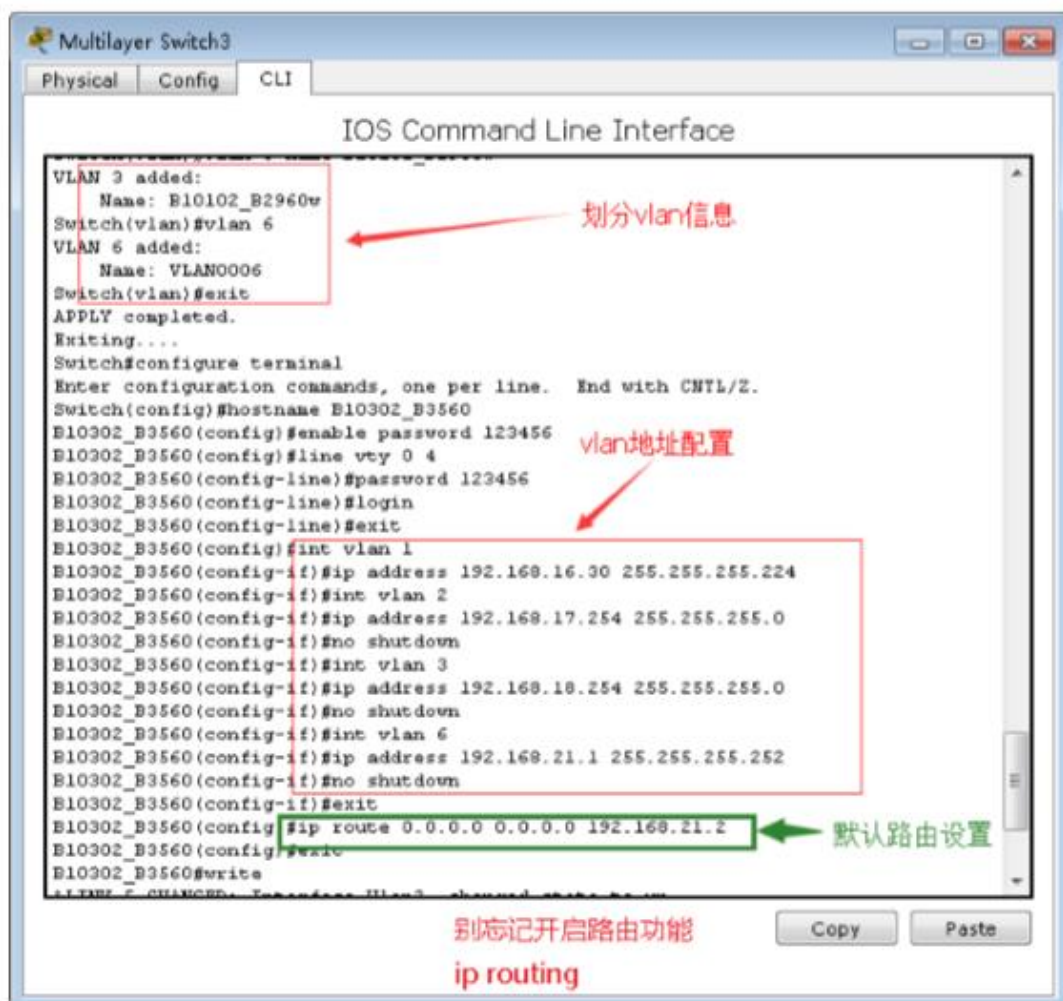 Multilayer Switch3
Physical Config CLI
IOS Command Line Interface
VLAN 3 added:
Name: B10102_B2960w
Switch(vlan)#vlan 6
VLAN 6 added:
Name: VLAN0006
Switch(vlan)#exit
APPLY completed.
Exiting....
Switch#configure terminal
Enter configuration commands, one per line. End with CNTL/Z.
Switch(config)#hostname B10302_B3560
B10302_B3560(config)#enable password 123456
B10302_B3560(config)#line vty 0 4
B10302_B3560(config-line)#password 123456
B10302_B3560(config-line)#login
B10302_B3560(config-line)#exit
B10302_B3560(config)#int vlan 1
B10302_B3560(config-if)#ip address 192.168.16.30 255.255.255.224
B10302_B3560(config-if)#int vlan 2
B10302_B3560(config-if)#ip address 192.168.17.254 255.255.255.0
B10302_B3560(config-if)#no shutdown
B10302_B3560(config-if)#int vlan 3
B10302_B3560(config-if)#ip address 192.168.18.254 255.255.255.0
B10302_B3560(config-if)#no shutdown
B10302_B3560(config-if)#int vlan 6
B10302_B3560(config-if)#ip address 192.168.21.1 255.255.255.252
B10302_B3560(config-if)#no shutdown
B10302_B3560(config-if)#exit
B10302_B3560(config)#ip route 0.0.0.0 0.0.0.0 192.168.21.2
B10302_B3560(config)#exit
B10302_B3560#write
划分vlan信息
vlan地址配置
默认路由设置
别忘记开启路由功能
ip routing
Copy Paste